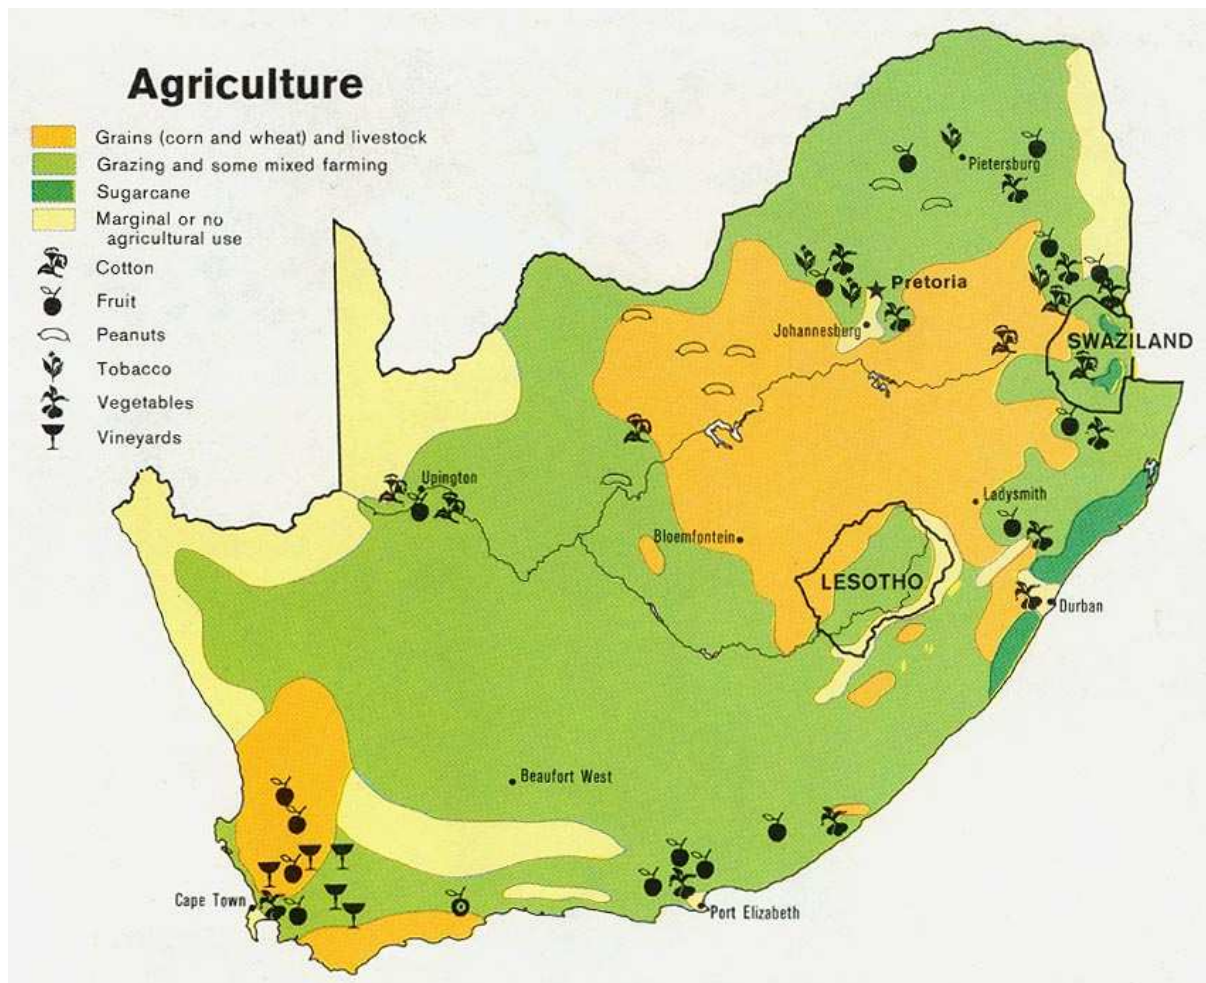 Agriculture
Grains (corn and wheat) and livestock
Grazing and some mixed farming
Sugarcane
Marginal or no
agricultural use
Cotton
Fruit
Peanuts
Tobacco
Vegetables
Vineyards
Pietersburg
Pretoria
Johannesburg
SWAZILAND
Upington
Ladysmith
Bloemfontein
LESOTHO
Durban
Beaufort West
Cape Town
Port Elizabeth